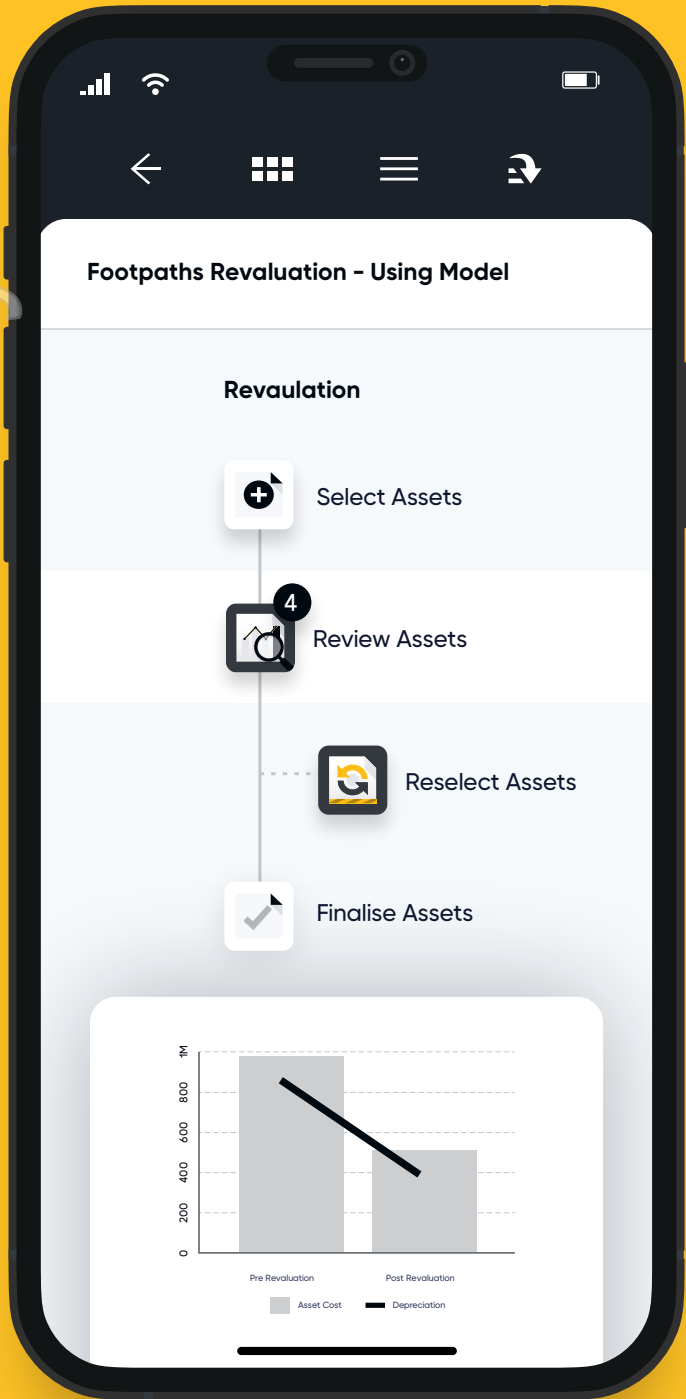 Footpaths Revaluation - Using Model
Revaulation
Select Assets
4
Review Assets
Reselect Assets
Finalise Assets
1M
800
600
400
200
0
Pre Revaluation
Post Revaluation
Asset Cost
Depreciation